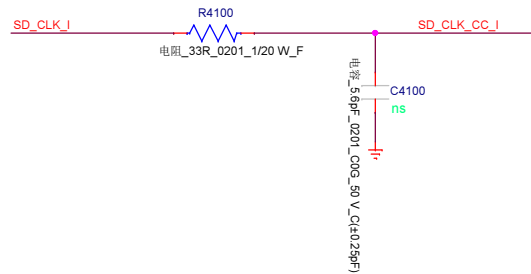 R4100
SD_CLK_I
SD_CLK_CC_I
电阻_33R_0201_1/20 W_F
电容_5.6pF_0201_C0G_50 V_C(±0.25pF)
C4100
ns